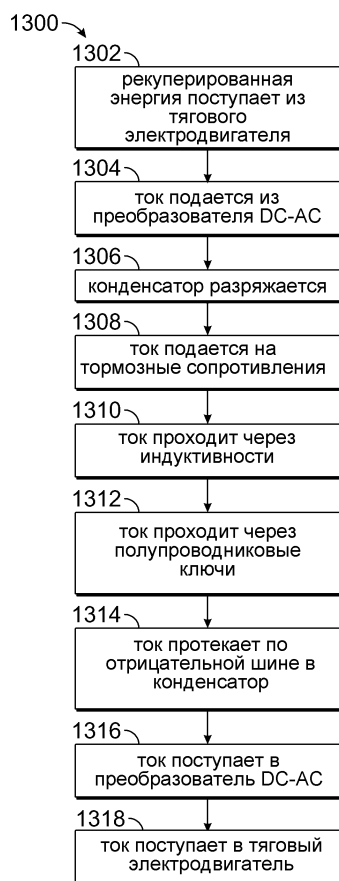 1300
1302
рекуперированная
энергия поступает из
тягового
электродвигателя
1304
ток подается из
преобразователя DC-AC
1306
конденсатор разряжается
1308
ток подается на
тормозные сопротивления
1310
ток проходит через
индуктивности
1312
ток проходит через
полупроводниковые
ключи
1314
ток протекает по
отрицательной шине в
конденсатор
1316
ток поступает в
преобразователь DC-AC
1318
ток поступает в тяговый
электродвигатель